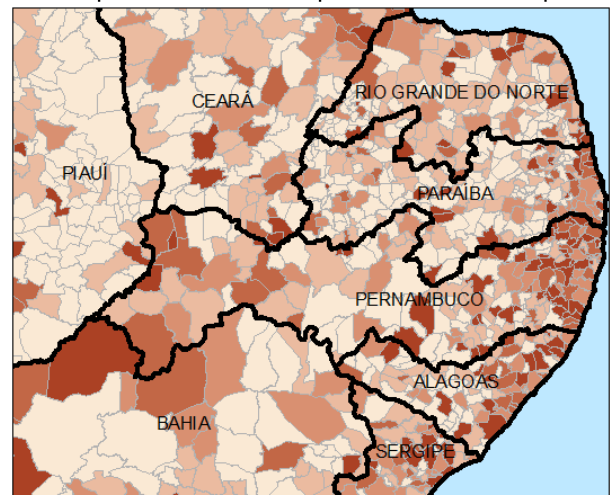 CEARÁ
RIO GRANDE DO NORTE
PIAUÍ
PARAÍBA
PERNAMBUCO
ALAGOAS
BAHIA
SERGIPE